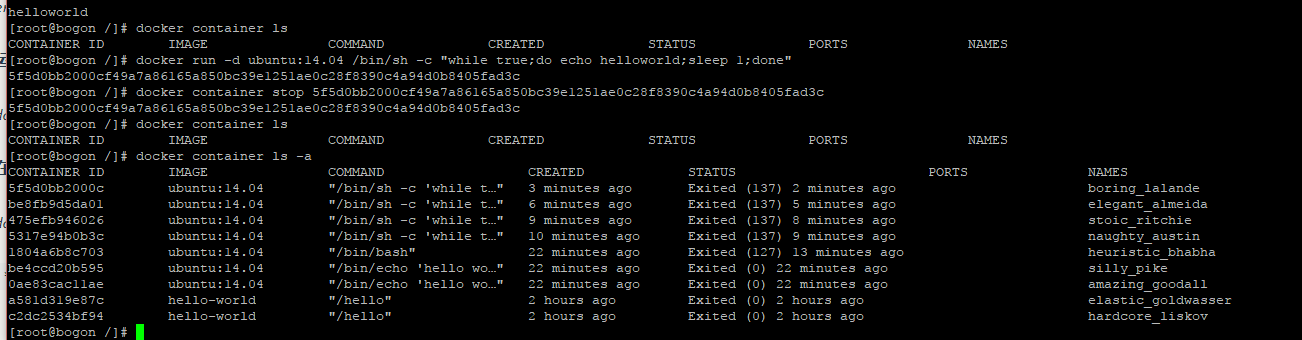 helloworld
[root@bogon /]# docker container ls
CONTAINER ID        IMAGE               COMMAND             CREATED             STATUS              PORTS               NAMES
[root@bogon /]# docker run -d ubuntu:14.04 /bin/sh -c "while true;do echo helloworld;sleep 1;done"
5f5d0bb2000cf49a7a86165a850bc39e1251ae0c28f8390c4a94d0b8405fad3c
[root@bogon /]# docker container stop 5f5d0bb2000cf49a7a86165a850bc39e1251ae0c28f8390c4a94d0b8405fad3c
5f5d0bb2000cf49a7a86165a850bc39e1251ae0c28f8390c4a94d0b8405fad3c
[root@bogon /]# docker container ls
CONTAINER ID        IMAGE               COMMAND             CREATED             STATUS              PORTS               NAMES
[root@bogon /]# docker container ls -a
CONTAINER ID        IMAGE               COMMAND                  CREATED             STATUS                        PORTS               NAMES
5f5d0bb2000c        ubuntu:14.04        "/bin/sh -c 'while t…"   3 minutes ago       Exited (137) 2 minutes ago                        boring_lalande
be8fb9d5da01        ubuntu:14.04        "/bin/sh -c 'while t…"   6 minutes ago       Exited (137) 5 minutes ago                        elegant_almeida
475efb946026        ubuntu:14.04        "/bin/sh -c 'while t…"   9 minutes ago       Exited (137) 8 minutes ago                        stoic_ritchie
5317e94b0b3c        ubuntu:14.04        "/bin/sh -c 'while t…"   10 minutes ago      Exited (137) 9 minutes ago                        naughty_austin
1804a6b8c703        ubuntu:14.04        "/bin/bash"              22 minutes ago      Exited (127) 13 minutes ago                       heuristic_bhabha
be4ccd20b595        ubuntu:14.04        "/bin/echo 'hello wo…"   22 minutes ago      Exited (0) 22 minutes ago                         silly_pike
0ae83cac11ae        ubuntu:14.04        "/bin/echo 'hello wo…"   22 minutes ago      Exited (0) 22 minutes ago                         amazing_goodall
a581d319e87c        hello-world         "/hello"                 2 hours ago         Exited (0) 2 hours ago                            elastic_goldwasser
c2dc2534bf94        hello-world         "/hello"                 2 hours ago         Exited (0) 2 hours ago                            hardcore_liskov
[root@bogon /]#